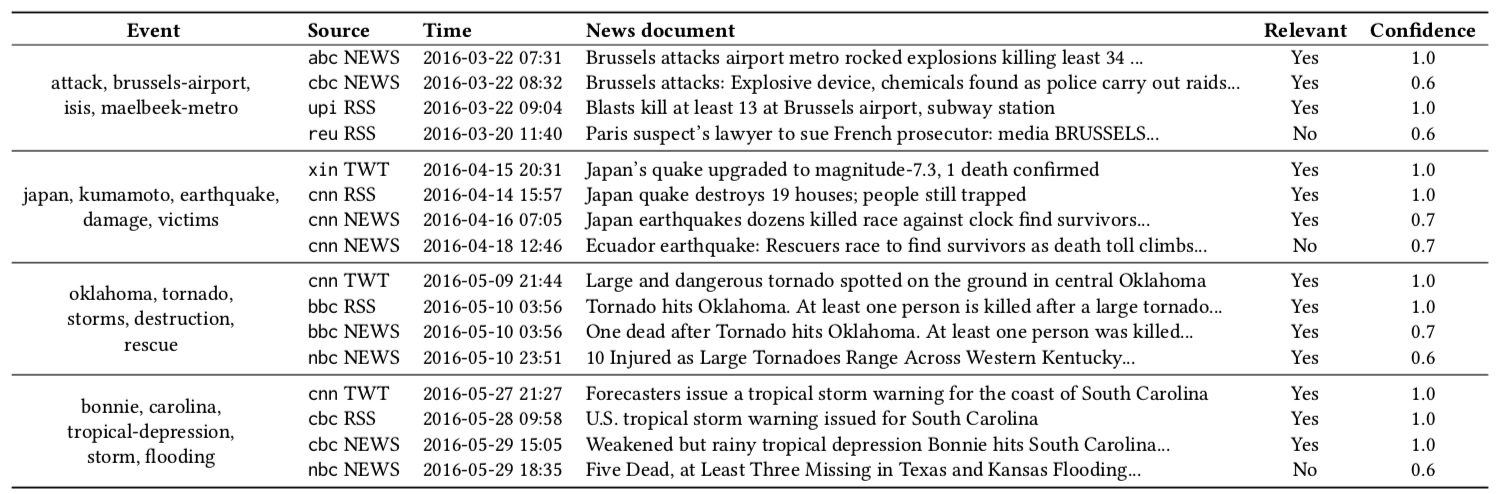 Event Source Time News document Relevant Confidence
attack, brussels-airport,
isis, maelbeek-metro
abc NEWS 2016-03-22 07:31 Brussels attacks airport metro rocked explosions killing least 34 ... Yes 1.0
cbc NEWS 2016-03-22 08:32 Brussels attacks: Explosive device, chemicals found as police carry out raids... Yes 0.6
upi RSS 2016-03-22 09:04 Blasts kill at least 13 at Brussels airport, subway station Yes 1.0
reu RSS 2016-03-20 11:40 Paris suspect's lawyer to sue French prosecutor: media BRUSSELS... No 0.6
japan, kumamoto, earthquake,
damage, victims
xin TWT 2016-04-15 20:31 Japan's quake upgraded to magnitude-7.3, 1 death confirmed Yes 1.0
cnn RSS 2016-04-14 15:57 Japan quake destroys 19 houses; people still trapped Yes 1.0
cnn NEWS 2016-04-16 07:05 Japan earthquakes dozens killed race against clock find survivors... Yes 0.7
cnn NEWS 2016-04-18 12:46 Ecuador earthquake: Rescuers race to find survivors as death toll climbs... No 0.7
oklahoma, tornado,
storms, destruction,
rescue
cnn TWT 2016-05-09 21:44 Large and dangerous tornado spotted on the ground in central Oklahoma Yes 1.0
bbc RSS 2016-05-10 03:56 Tornado hits Oklahoma. At least one person is killed after a large tornado... Yes 1.0
bbc NEWS 2016-05-10 03:56 One dead after Tornado hits Oklahoma. At least one person was killed... Yes 0.7
nbc NEWS 2016-05-10 23:51 10 Injured as Large Tornadoes Range Across Western Kentucky... Yes 0.6
bonnie, carolina,
tropical-depression,
storm, flooding
cnn TWT 2016-05-27 21:27 Forecasters issue a tropical storm warning for the coast of South Carolina Yes 1.0
cbc RSS 2016-05-28 09:58 U.S. tropical storm warning issued for South Carolina Yes 1.0
cbc NEWS 2016-05-29 15:05 Weakened but rainy tropical depression Bonnie hits South Carolina... Yes 1.0
nbc NEWS 2016-05-29 18:35 Five Dead, at Least Three Missing in Texas and Kansas Flooding... No 0.6